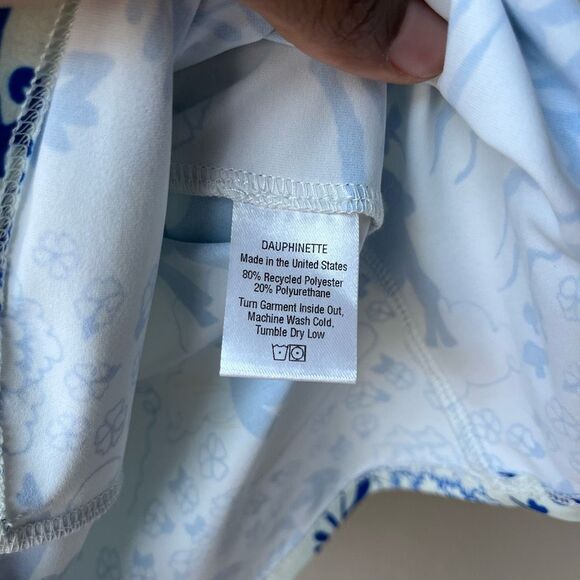 DAUPHINETTE
Made in the United States
80% Recycled Polyester
20% Polyurethane
Turn Garment Inside Out,
Machine Wash Cold,
Tumble Dry Low